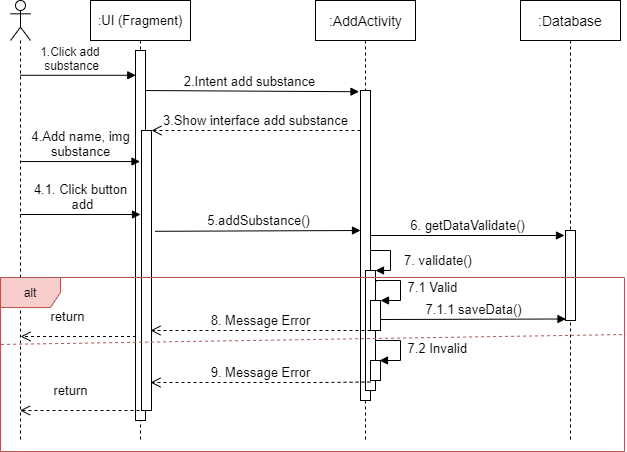 :UI (Fragment)
:AddActivity
:Database
1.Click add
substance
2.Intent add substance
3.Show interface add substance
4.Add name, img
substance
4.1. Click button
add
5.addSubstance()
6. getDataValidate()
7. validate()
alt
7.1 Valid
return
8. Message Error
7.1.1 saveData()
7.2 Invalid
9. Message Error
return